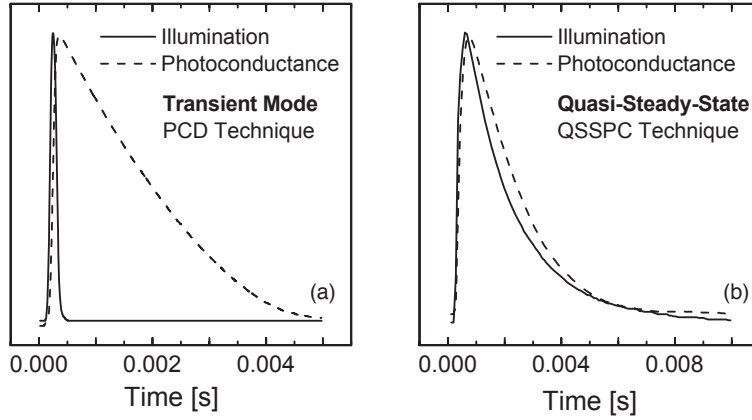 Illumination
Photoconductance
Transient Mode
PCD Technique
(a)
0.000 0.002 0.004
Time [s]
Illumination
Photoconductance
Quasi-Steady-State
QSSPC Technique
(b)
0.000 0.004 0.008
Time [s]